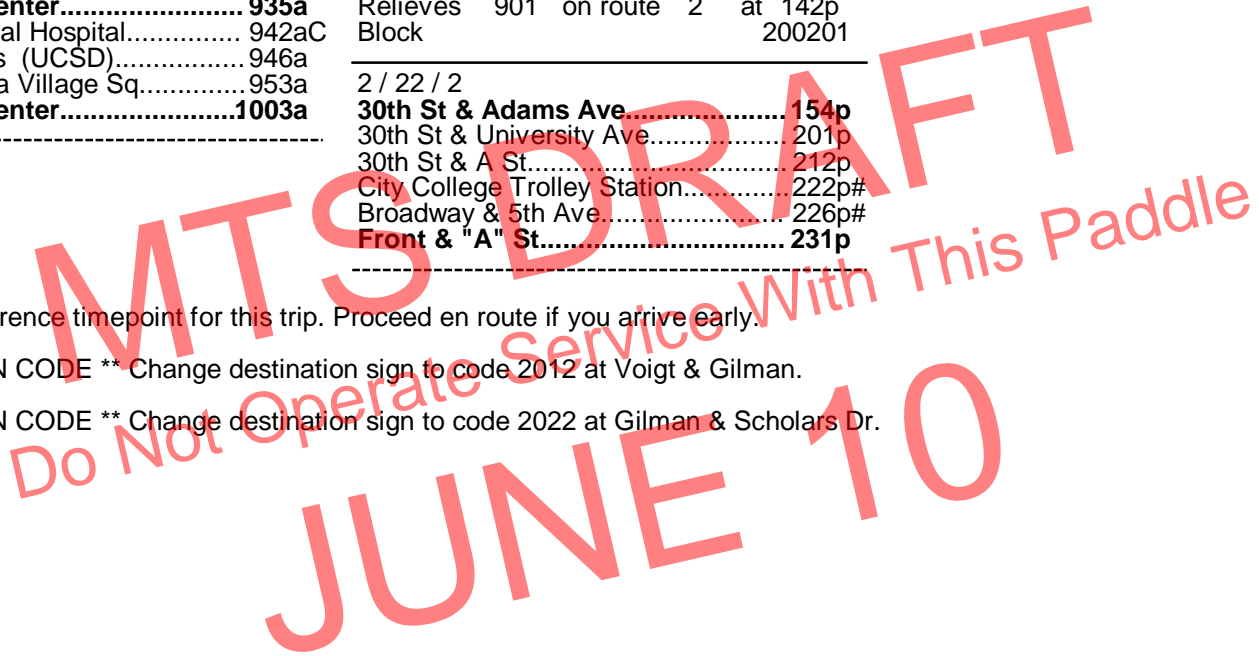 enter........................ 935a
al Hospital............... 942aC
s (UCSD)................. 946a
a Village Sq.............. 953a
enter........................1003a
--------------------------------
Relieves 901 on route 2 at 142p
Block 200201
2 / 22 / 2
30th St & Adams Ave..................... 154p
30th St & University Ave.................. 201p
30th St & A St................................... 212p
City College Trolley Station..............222p#
Broadway & 5th Ave........................ 226p#
Front & "A" St................................. 231p
--------------------------------------------------
rence timepoint for this trip. Proceed en route if you arrive early.
N CODE ** Change destination sign to code 2012 at Voigt & Gilman.
N CODE ** Change destination sign to code 2022 at Gilman & Scholars Dr.
MTS DRAFT
Do Not Operate Service With This Paddle
JUNE 10